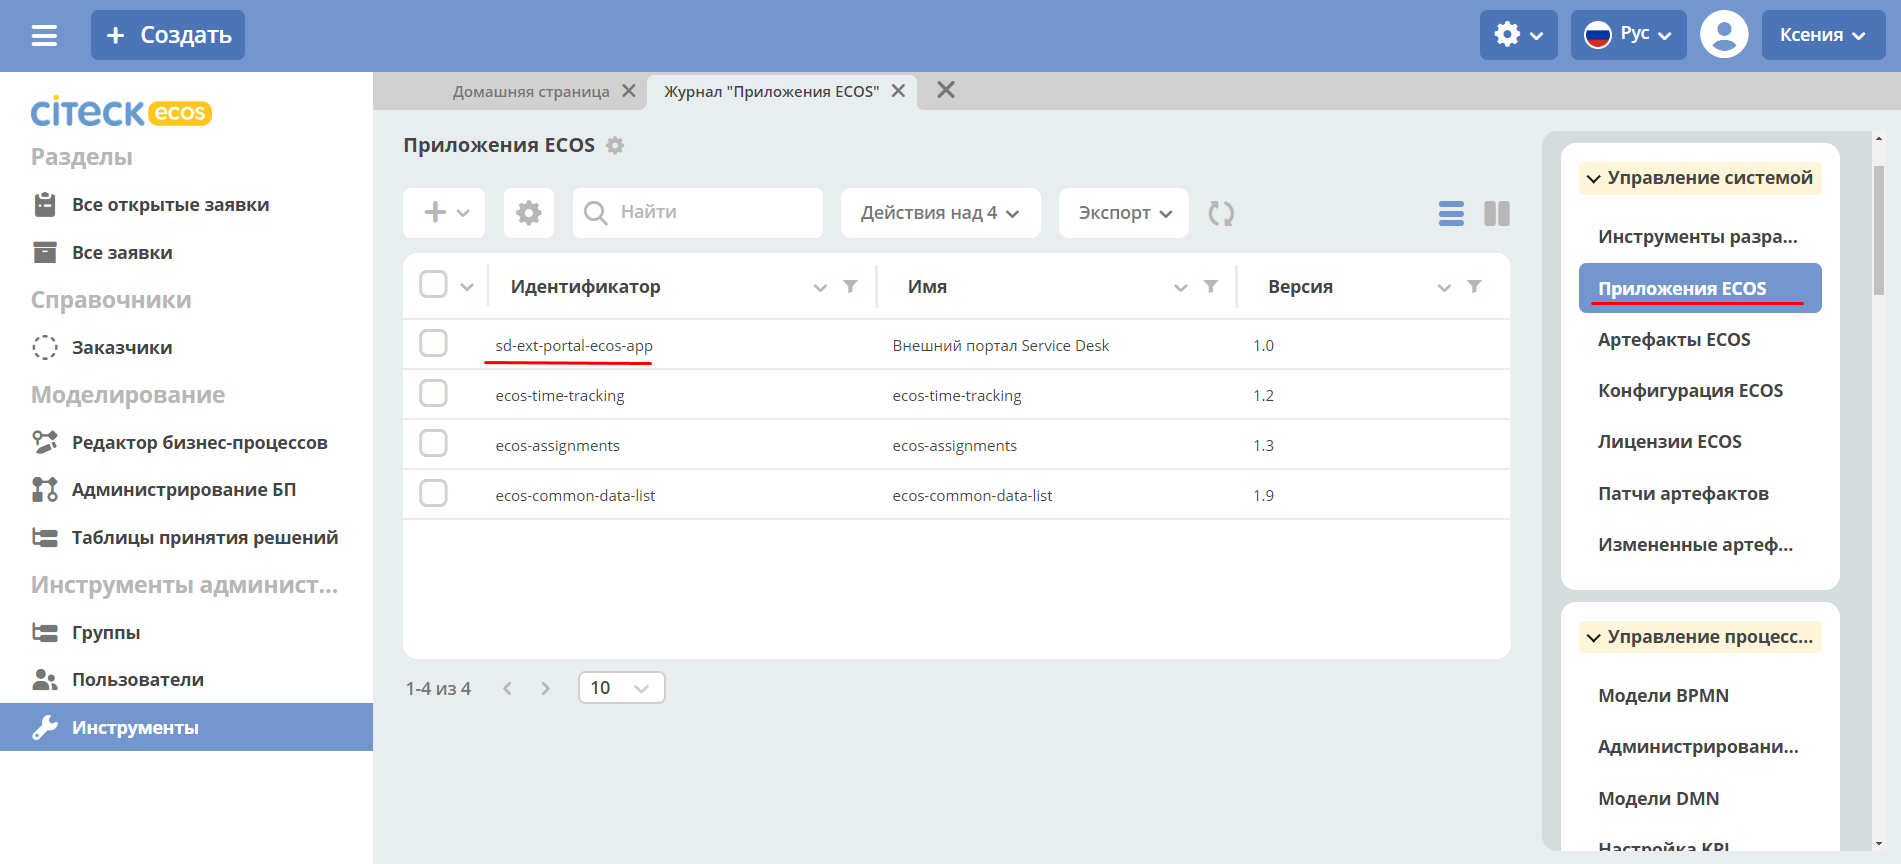 Создать
Рус
Ксения
citeck ecos
Разделы
Все открытые заявки
Все заявки
Справочники
Заказчики
Моделирование
Редактор бизнес-процессов
Администрирование БП
Таблицы принятия решений
Инструменты админист...
Группы
Пользователи
Инструменты
Домашняя страница
Журнал "Приложения ECOS"
Приложения ECOS
Найти
Действия над 4
Экспорт
Идентификатор Имя Версия
sd-ext-portal-ecos-app Внешний портал Service Desk 1.0
ecos-time-tracking ecos-time-tracking 1.2
ecos-assignments ecos-assignments 1.3
ecos-common-data-list ecos-common-data-list 1.9
1-4 из 4
10
Управление системой
Инструменты разра...
Приложения ECOS
Артефакты ECOS
Конфигурация ECOS
Лицензии ECOS
Патчи артефактов
Измененные артеф...
Управление процесс...
Модели BPMN
Администрировани...
Модели DMN
Настройка KPI